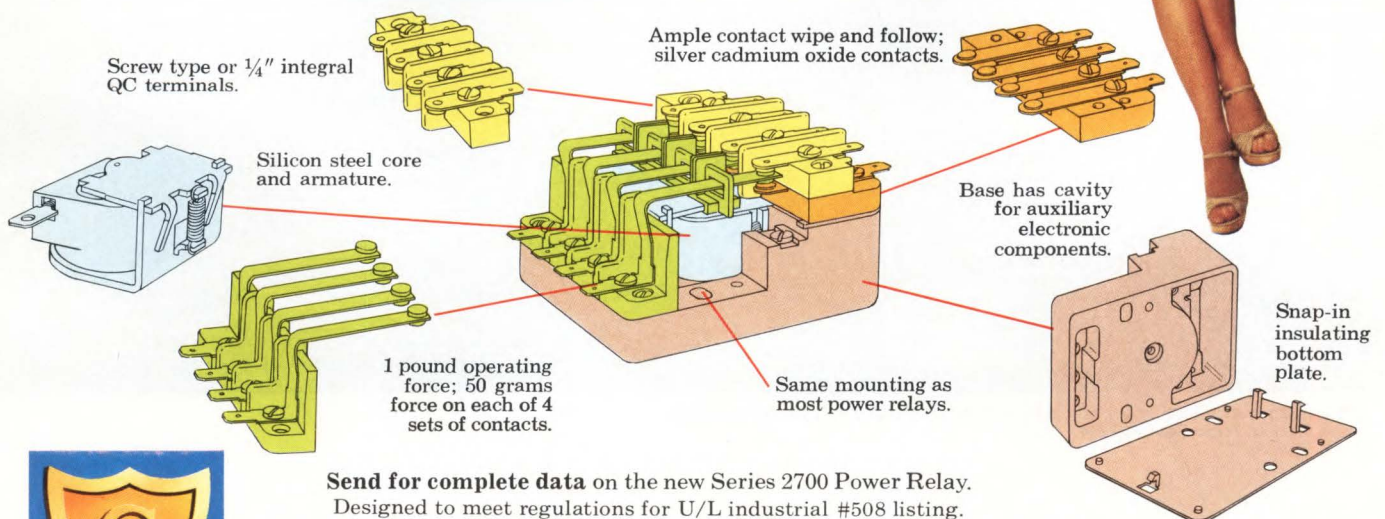 Screw type or ¼" integral
QC terminals.
Ample contact wipe and follow;
silver cadmium oxide contacts.
Silicon steel core
and armature.
Base has cavity
for auxiliary
electronic
components.
1 pound operating
force; 50 grams
force on each of 4
sets of contacts.
Same mounting as
most power relays.
Snap-in
insulating
bottom
plate.
Send for complete data on the new Series 2700 Power Relay.
Designed to meet regulations for U/L industrial #508 listing.